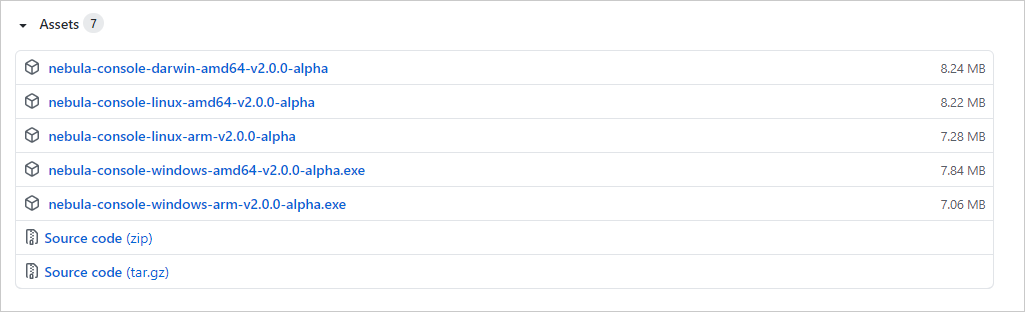 Assets 7
nebula-console-darwin-amd64-v2.0.0-alpha 8.24 MB
nebula-console-linux-amd64-v2.0.0-alpha 8.22 MB
nebula-console-linux-arm-v2.0.0-alpha 7.28 MB
nebula-console-windows-amd64-v2.0.0-alpha.exe 7.84 MB
nebula-console-windows-arm-v2.0.0-alpha.exe 7.06 MB
Source code (zip)
Source code (tar.gz)